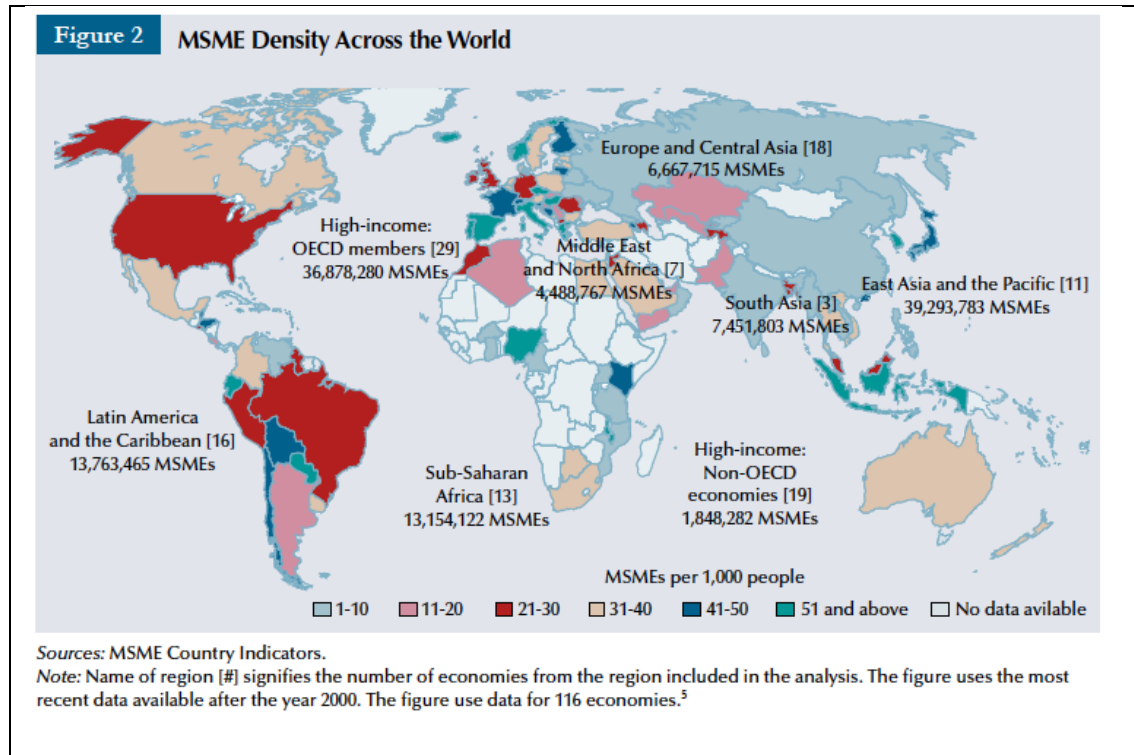 Figure 2 MSME Density Across the World
Europe and Central Asia [18]
6,667,715 MSMEs
High-income:
OECD members [29]
36,878,280 MSMEs
Middle East
and North Africa [7]
4,488,767 MSMEs
South Asia [3]
7,451,803 MSMEs
East Asia and the Pacific [11]
39,293,783 MSMEs
Latin America
and the Caribbean [16]
13,763,465 MSMEs
Sub-Saharan
Africa [13]
13,154,122 MSMEs
High-income:
Non-OECD
economies [19]
1,848,282 MSMEs
MSMEs per 1,000 people
1-10 11-20 21-30 31-40 41-50 51 and above No data avilable
Sources: MSME Country Indicators.
Note: Name of region [#] signifies the number of economies from the region included in the analysis. The figure uses the most
recent data available after the year 2000. The figure use data for 116 economies.5